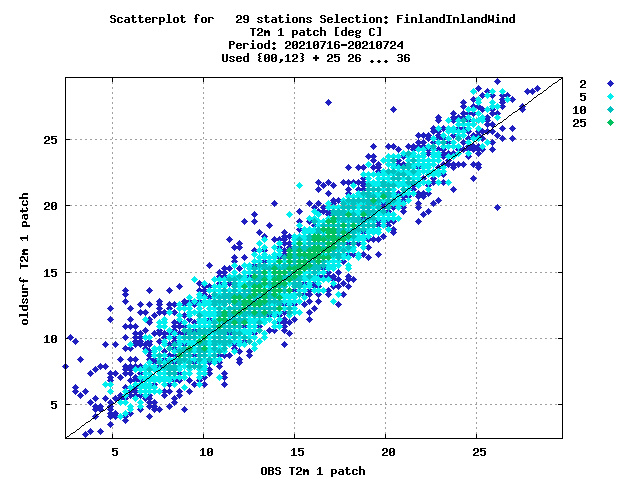 Scatterplot for 29 stations Selection: FinlandInlandWind
T2m 1 patch [deg C]
Period: 20210716-20210724
Used {00,12} + 25 26 ... 36
2
5
10
25
25
20
15
10
5
oldsurf T2m 1 patch
5 10 15 20 25
OBS T2m 1 patch